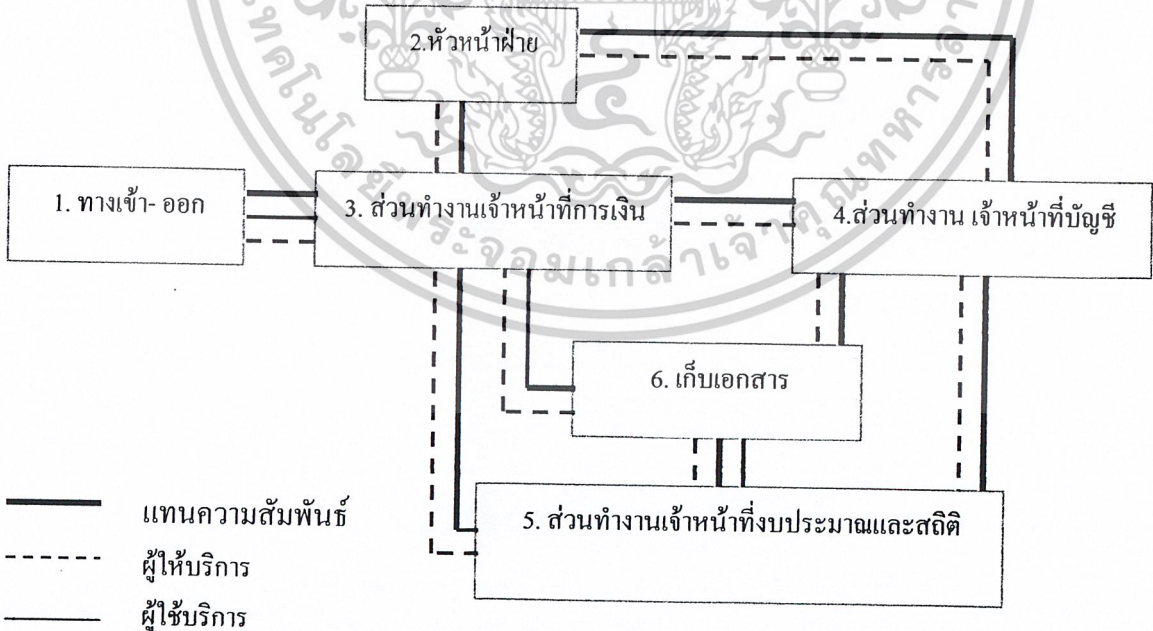 2.หัวหน้าฝ่าย
1. ทางเข้า- ออก
3. ส่วนทำงานเจ้าหน้าที่การเงิน
4.ส่วนทำงาน เจ้าหน้าที่บัญชี
6. เก็บเอกสาร
5. ส่วนทำงานเจ้าหน้าที่งบประมาณและสถิติ
แทนความสัมพันธ์
ผู้ให้บริการ
ผู้ใช้บริการ